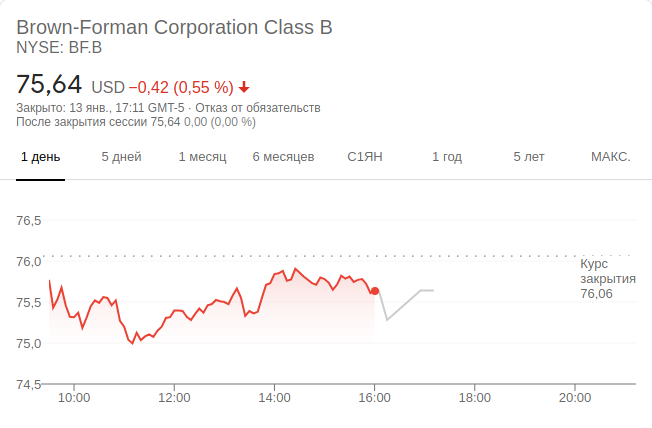 Brown-Forman Corporation Class B
NYSE: BF.B
75,64 USD −0,42 (0,55 %)
Закрыто: 13 янв., 17:11 GMT-5 · Отказ от обязательств
После закрытия сессии 75,64 0,00 (0,00 %)
1 день 5 дней 1 месяц 6 месяцев С1ЯН 1 год 5 лет МАКС.
76,5
76,0
Курс
закрытия
76,06
75,5
75,0
74,5
10:00 12:00 14:00 16:00 18:00 20:00